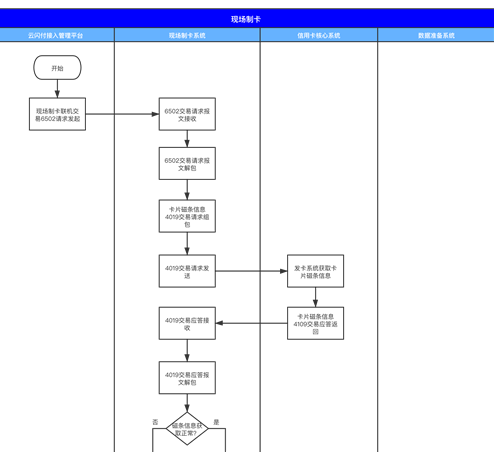 现场制卡
云闪付接入管理平台
现场制卡系统
信用卡核心系统
数据准备系统
开始
现场制卡联机交
易6502请求发起
6502交易请求报
文接收
6502交易请求报
文解包
卡片磁条信息
4019交易请求组
包
4019交易请求发
送
发卡系统获取卡
片磁条信息
卡片磁条信息
4109交易应答返
回
4019交易应答接
收
4019交易应答报
文解包
否
磁条信息获
取正常?
是